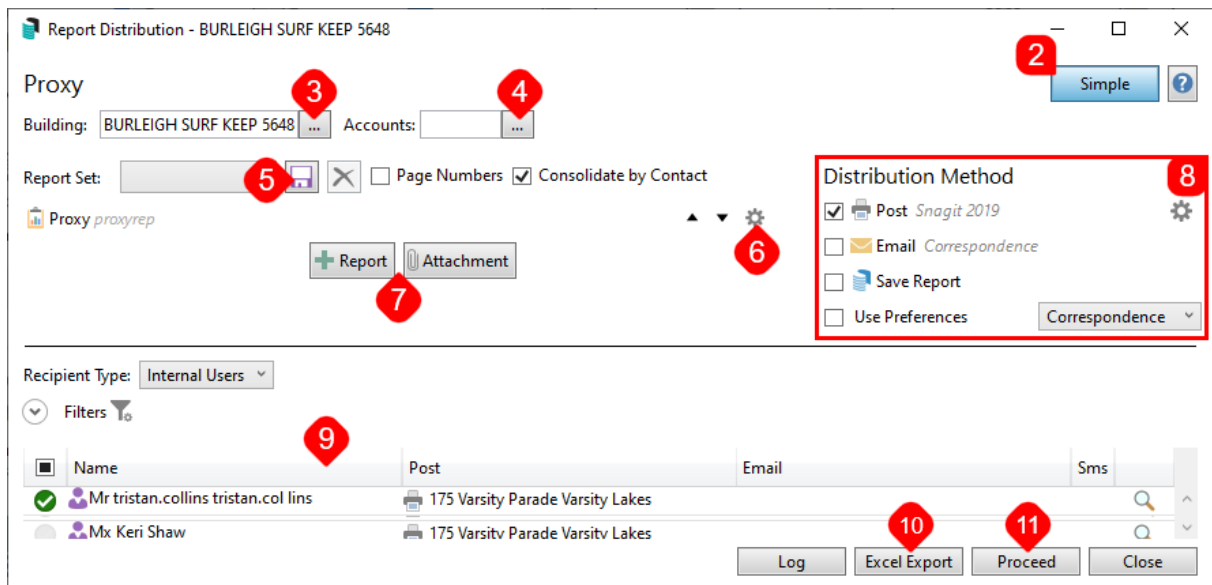 Report Distribution - BURLEIGH SURF KEEP 5648
2
Simple
?
Proxy
3
4
Building: BURLEIGH SURF KEEP 5648 ... Accounts: ...
Report Set: 5 Page Numbers Consolidate by Contact
Proxy proxyrep
6
Report Attachment
7
Distribution Method 8
Post Snagit 2019
Email Correspondence
Save Report
Use Preferences Correspondence
Recipient Type: Internal Users
Filters
9
Name Post Email Sms
Mr tristan.collins tristan.col lins 175 Varsity Parade Varsity Lakes
Mx Keri Shaw 175 Varsity Parade Varsity Lakes
10 11
Log Excel Export Proceed Close